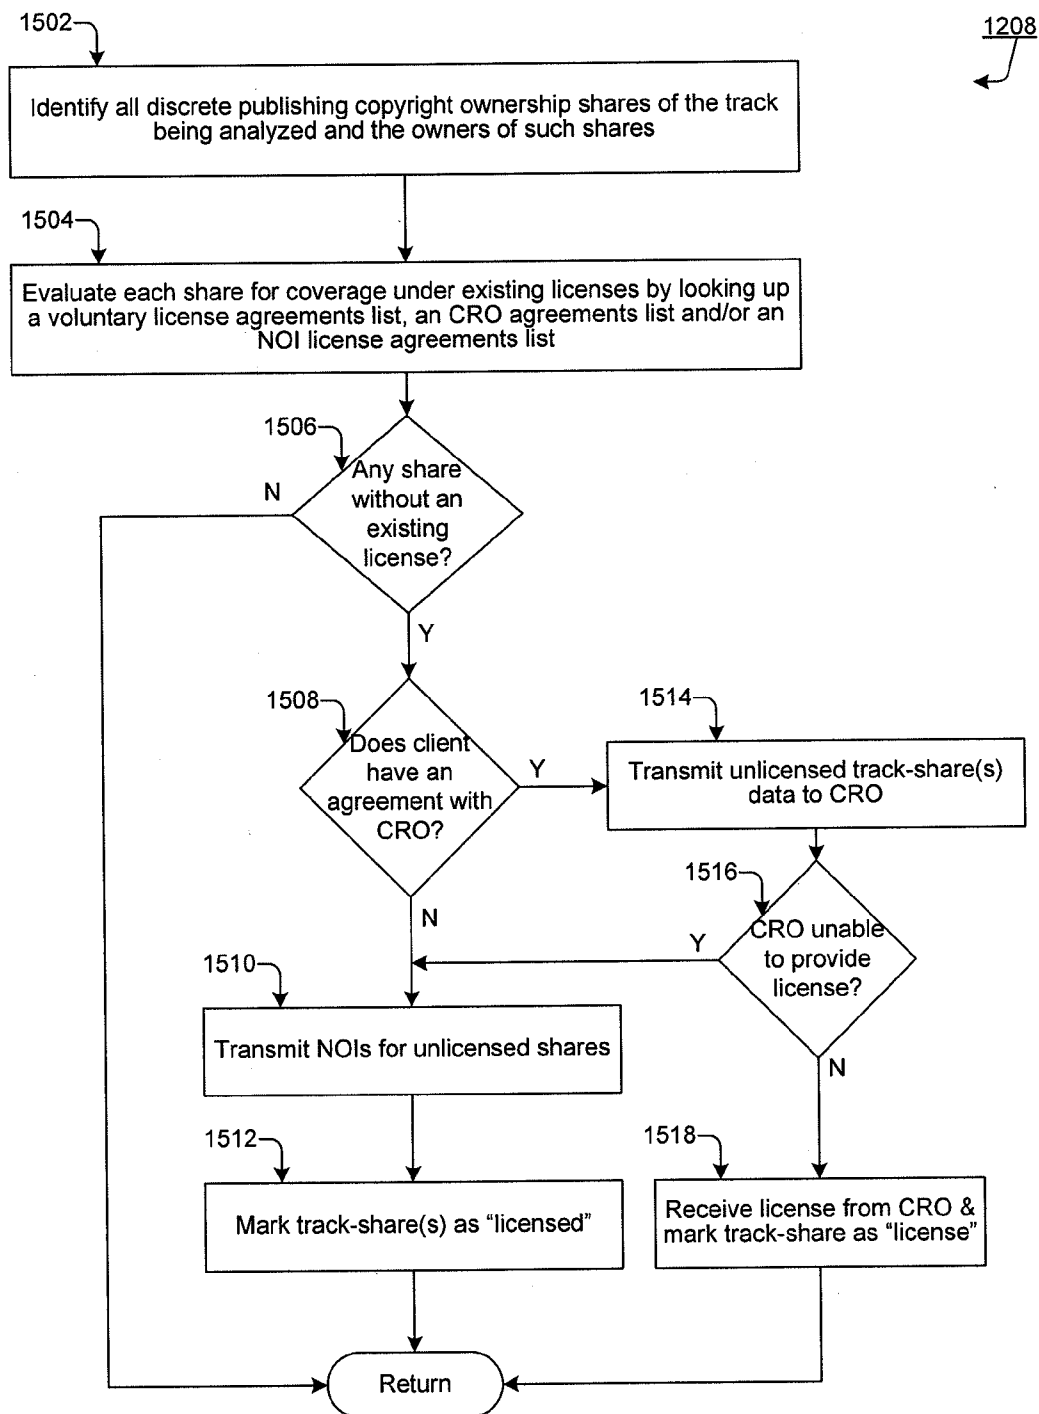 1502
1208
Identify all discrete publishing copyright ownership shares of the track
being analyzed and the owners of such shares
1504
Evaluate each share for coverage under existing licenses by looking up
a voluntary license agreements list, an CRO agreements list and/or an
NOI license agreements list
1506
Any share
without an
existing
license?
N
Y
1508
Does client
have an
agreement with
CRO?
Y
N
1514
Transmit unlicensed track-share(s)
data to CRO
1516
CRO unable
to provide
license?
Y
N
1510
Transmit NOIs for unlicensed shares
1512
Mark track-share(s) as “licensed”
1518
Receive license from CRO &
mark track-share as “license”
Return